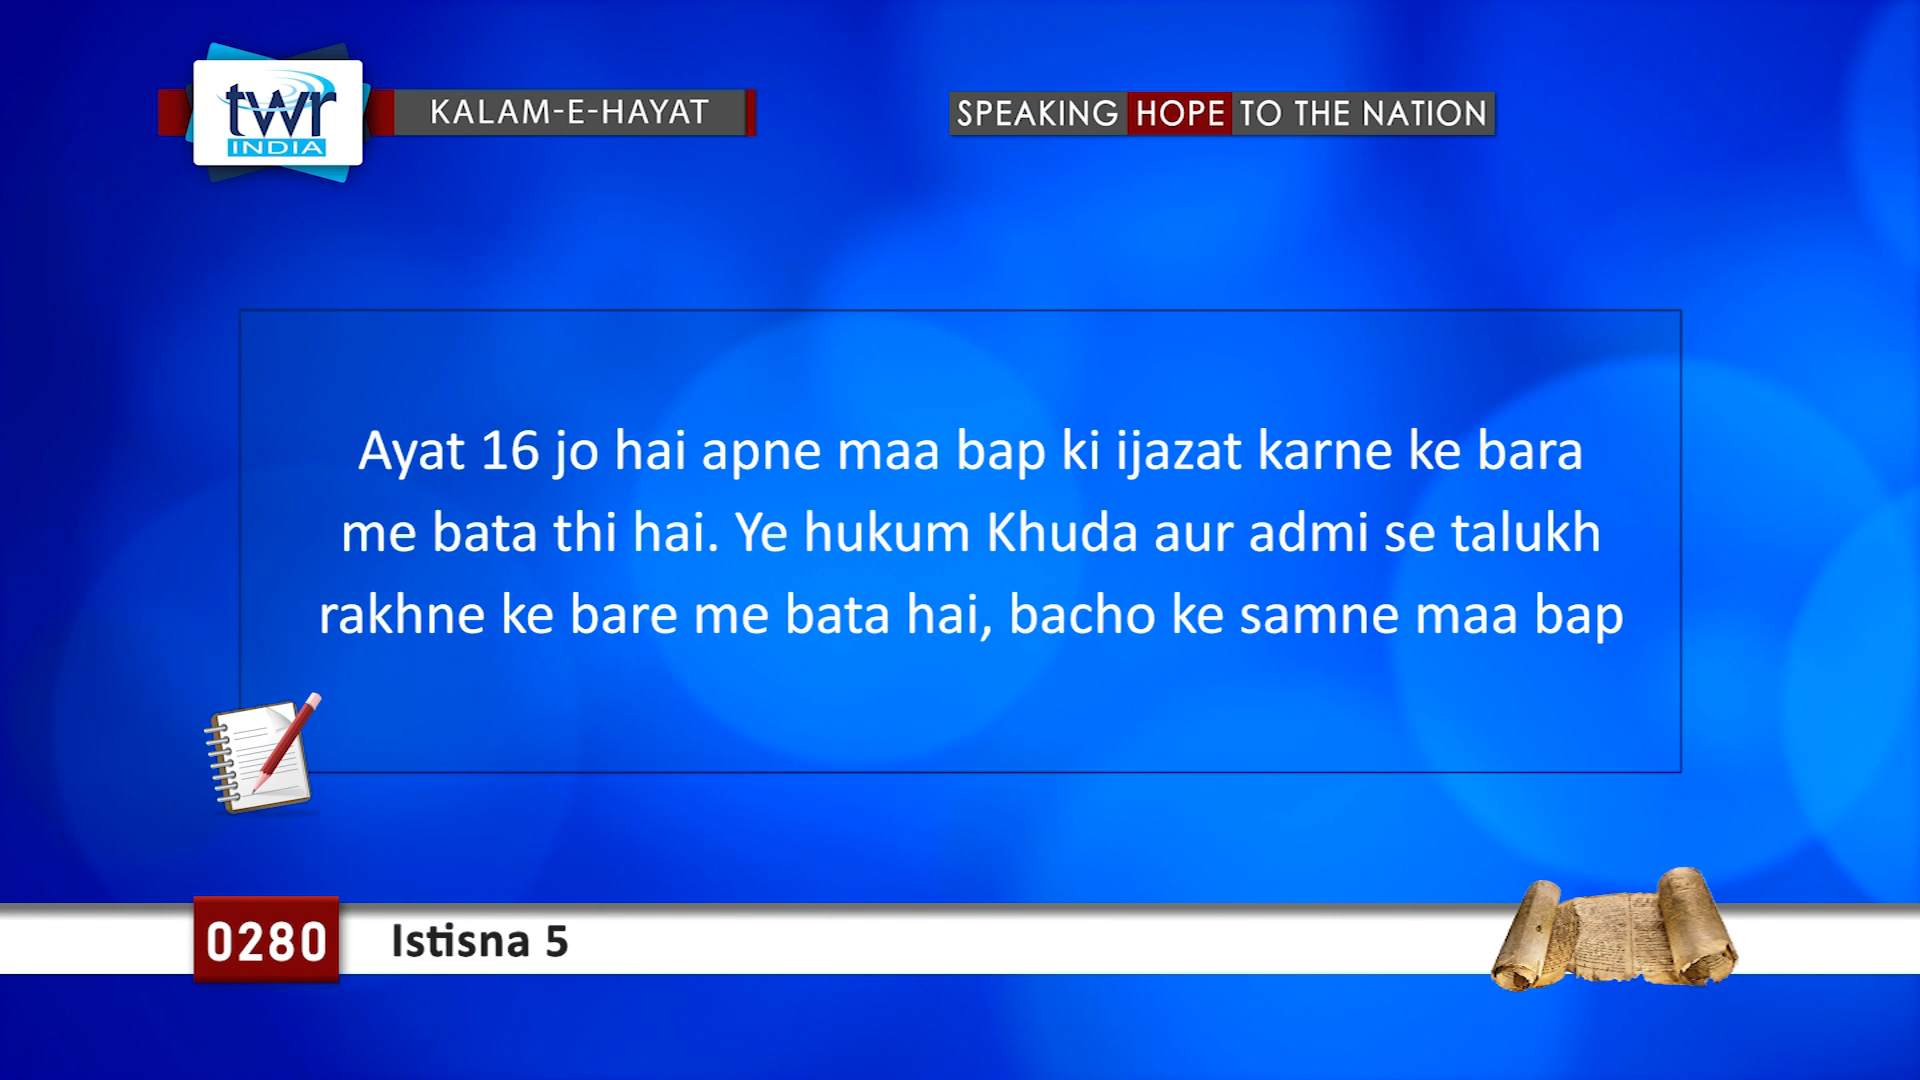 twr
INDIA
KALAM-E-HAYAT
SPEAKING HOPE TO THE NATION
Ayat 16 jo hai apne maa bap ki ijazat karne ke bara
me bata thi hai. Ye hukum Khuda aur admi se talukh
rakhne ke bare me bata hai, bacho ke samne maa bap
0280
Istisna 5